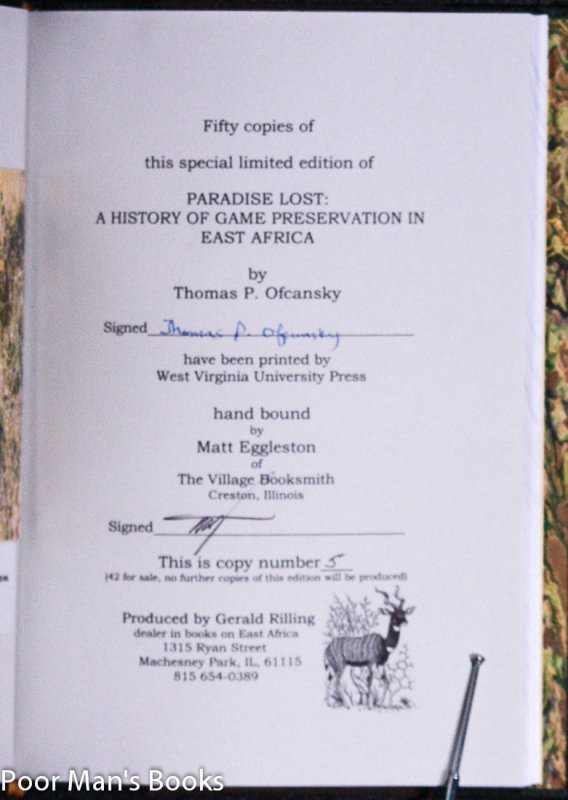 Fifty copies of
this special limited edition of
PARADISE LOST:
A HISTORY OF GAME PRESERVATION IN
EAST AFRICA
by
Thomas P. Ofcansky
Signed Thomas P. Ofcansky
have been printed by
West Virginia University Press
hand bound
by
Matt Eggleston
of
The Village Booksmith
Creston, Illinois
Signed
This is copy number 5
(42 for sale, no further copies of this edition will be produced)
Produced by Gerald Rilling
dealer in books on East Africa
1315 Ryan Street
Machesney Park, IL, 61115
815 654-0389
Poor Man's Books